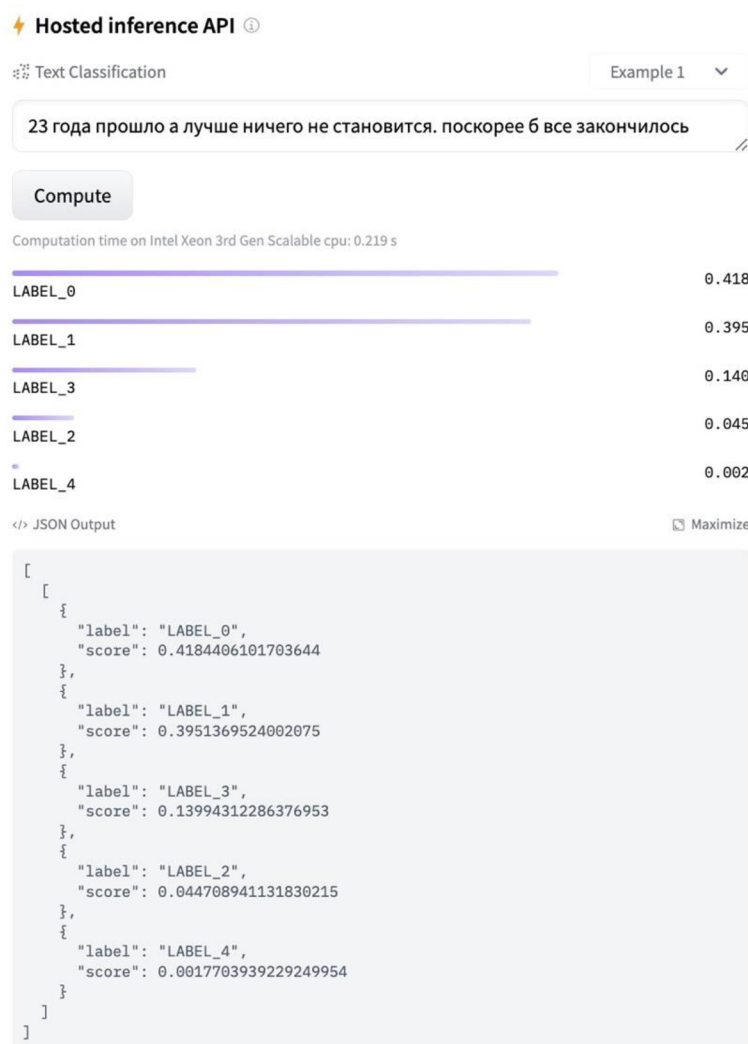 Hosted inference API
Text Classification
Example 1
23 года прошло а лучше ничего не становится. поскорее б все закончилось
Compute
Computation time on Intel Xeon 3rd Gen Scalable cpu: 0.219 s
0.418
LABEL_0
0.395
LABEL_1
0.140
LABEL_3
0.045
LABEL_2
0.002
LABEL_4
</> JSON Output
Maximize
[
[
{
"label": "LABEL_0",
"score": 0.4184406101703644
},
{
"label": "LABEL_1",
"score": 0.3951369524002075
},
{
"label": "LABEL_3",
"score": 0.13994312286376953
},
{
"label": "LABEL_2",
"score": 0.044708941131830215
},
{
"label": "LABEL_4",
"score": 0.0017703939229249954
}
]
]